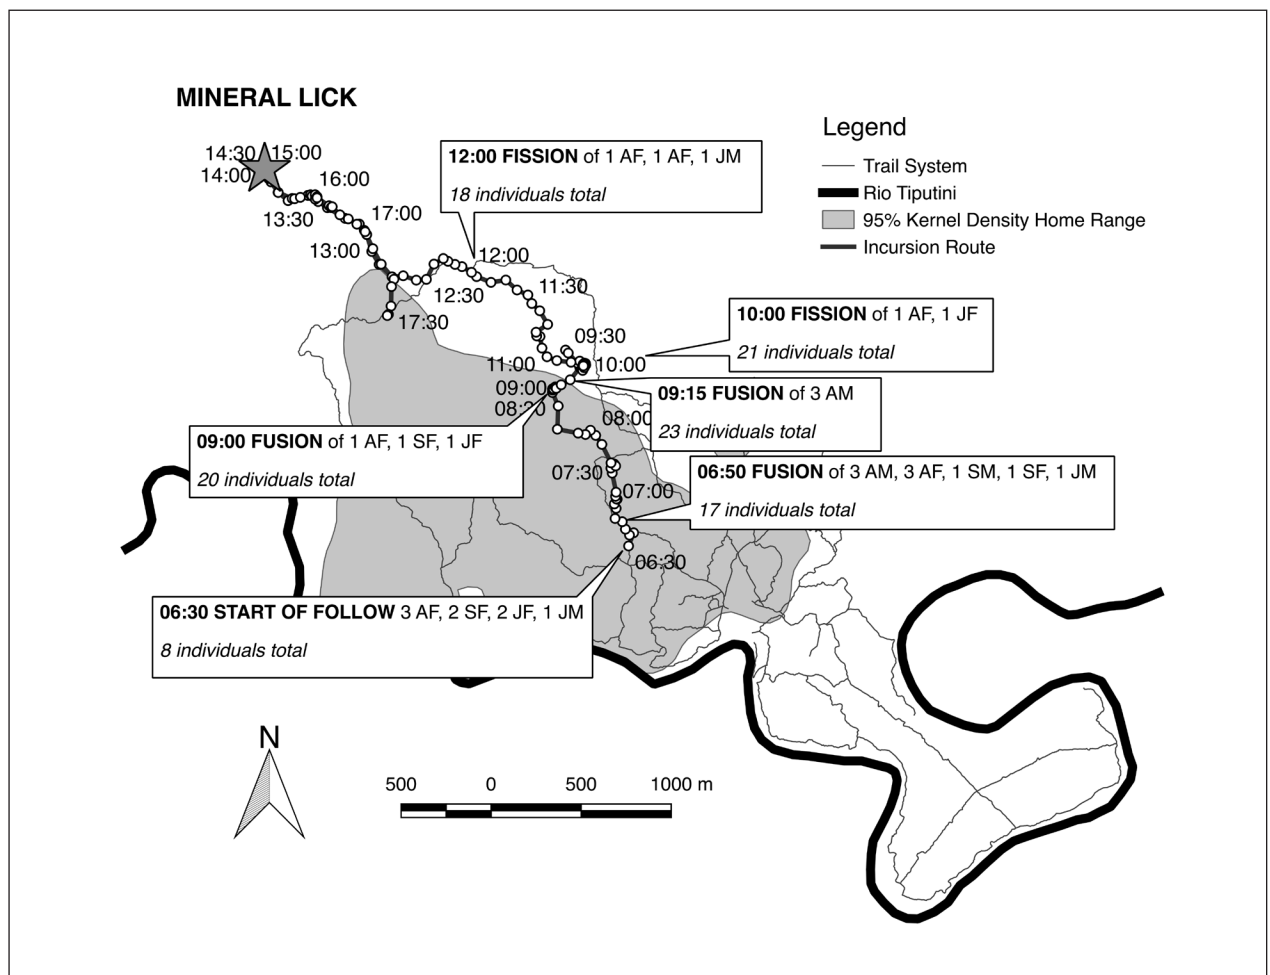 MINERAL LICK
14:30
15:00
14:00
16:00
13:30
17:00
13:00
12:00 FISSION of 1 AF, 1 AF, 1 JM
18 individuals total
Legend
Trail System
Rio Tiputini
95% Kernel Density Home Range
Incursion Route
12:00
12:30
11:30
17:30
10:00 FISSION of 1 AF, 1 JF
21 individuals total
09:30
11:00
10:00
09:00
09:15 FUSION of 3 AM
23 individuals total
08:30
08:00
09:00 FUSION of 1 AF, 1 SF, 1 JF
20 individuals total
07:30
06:50 FUSION of 3 AM, 3 AF, 1 SM, 1 SF, 1 JM
17 individuals total
07:00
06:30
06:30 START OF FOLLOW 3 AF, 2 SF, 2 JF, 1 JM
8 individuals total
N
500 0 500 1000 m